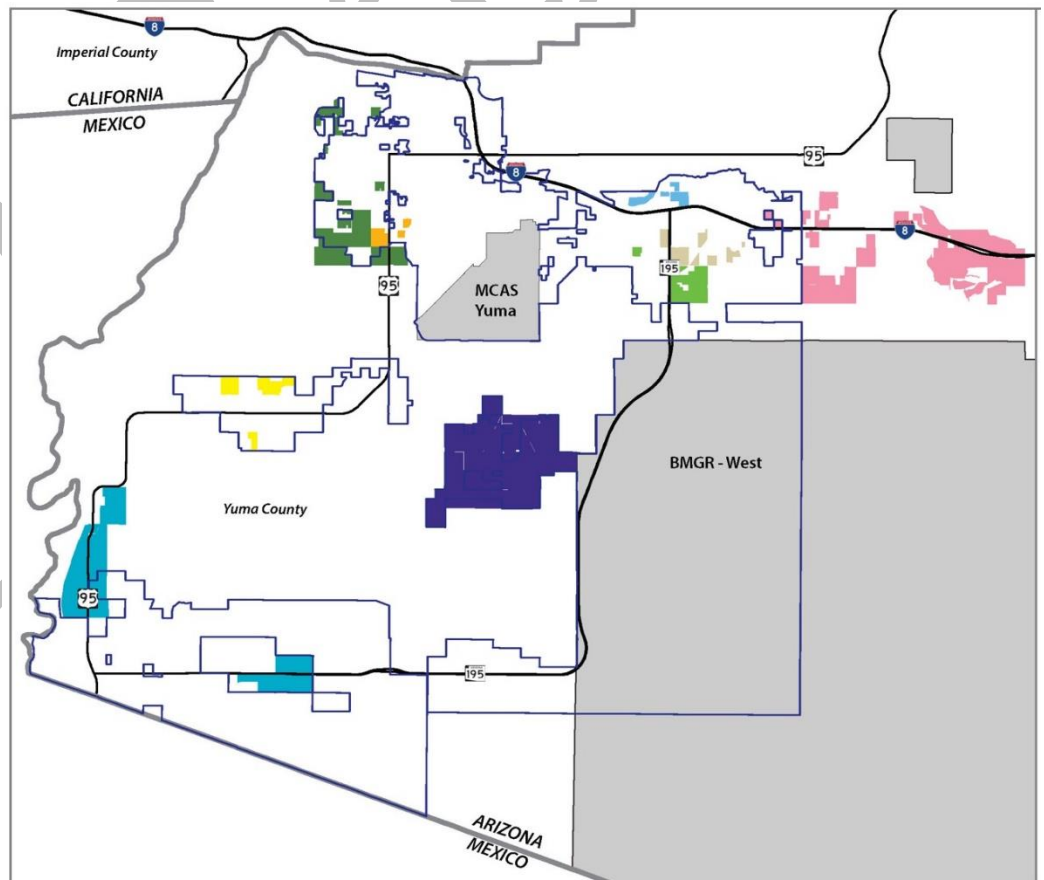 8
Imperial County
CALIFORNIA
MEXICO
95
8
8
195
95
MCAS
Yuma
BMGR - West
Yuma County
95
195
ARIZONA
MEXICO